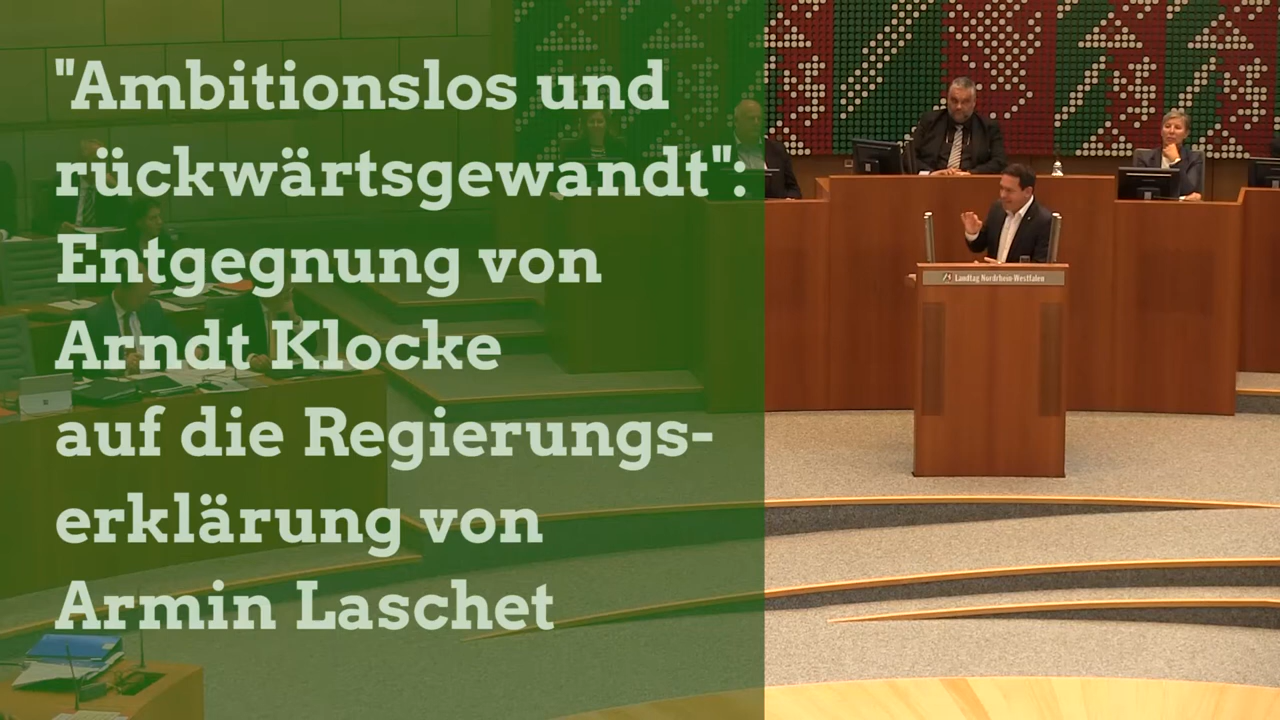 "Ambitionslos und
rückwärtsgewandt":
Entgegnung von
Arndt Klocke
auf die Regierungs-
erklärung von
Armin Laschet
Landtag Nordrhein-Westfalen